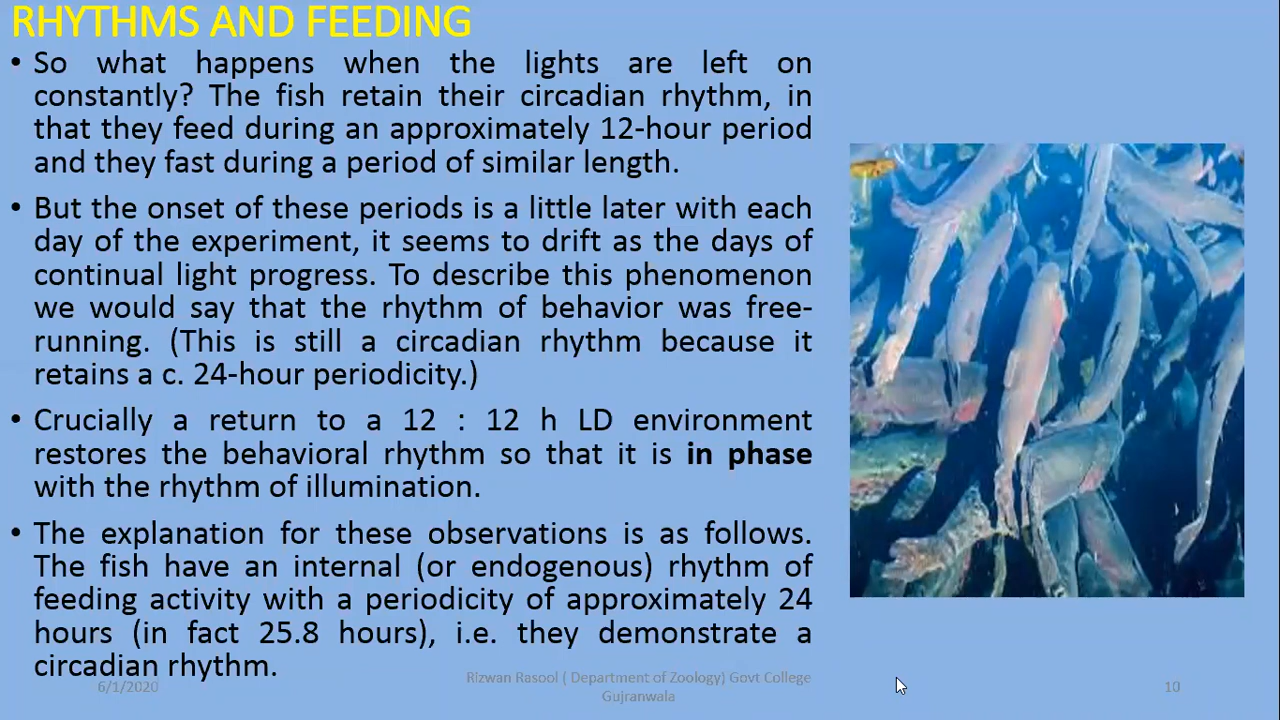 RHYTHMS AND FEEDING
• So what happens when the lights are left on
constantly? The fish retain their circadian rhythm, in
that they feed during an approximately 12-hour period
and they fast during a period of similar length.
• But the onset of these periods is a little later with each
day of the experiment, it seems to drift as the days of
continual light progress. To describe this phenomenon
we would say that the rhythm of behavior was free-
running. (This is still a circadian rhythm because it
retains a c. 24-hour periodicity.)
• Crucially a return to a 12 : 12 h LD environment
restores the behavioral rhythm so that it is in phase
with the rhythm of illumination.
• The explanation for these observations is as follows.
The fish have an internal (or endogenous) rhythm of
feeding activity with a periodicity of approximately 24
hours (in fact 25.8 hours), i.e. they demonstrate a
circadian rhythm.
6/1/2020
Rizwan Rasool ( Department of Zoology) Govt College
Gujranwala
10